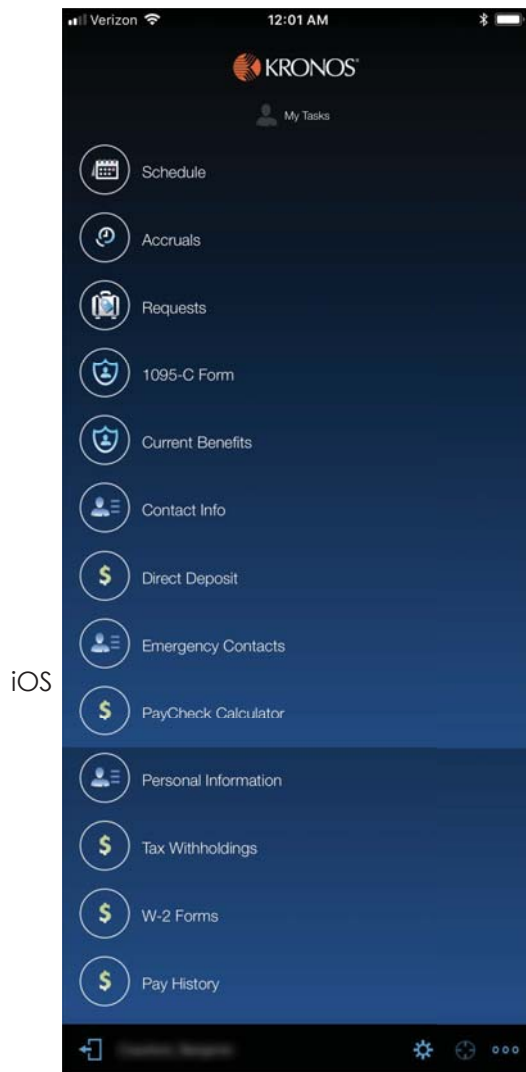 Verizon 12:01 AM
KRONOS
My Tasks
Schedule
Accruals
Requests
1095-C Form
Current Benefits
Contact Info
Direct Deposit
Emergency Contacts
iOS
PayCheck Calculator
Personal Information
Tax Withholdings
W-2 Forms
Pay History